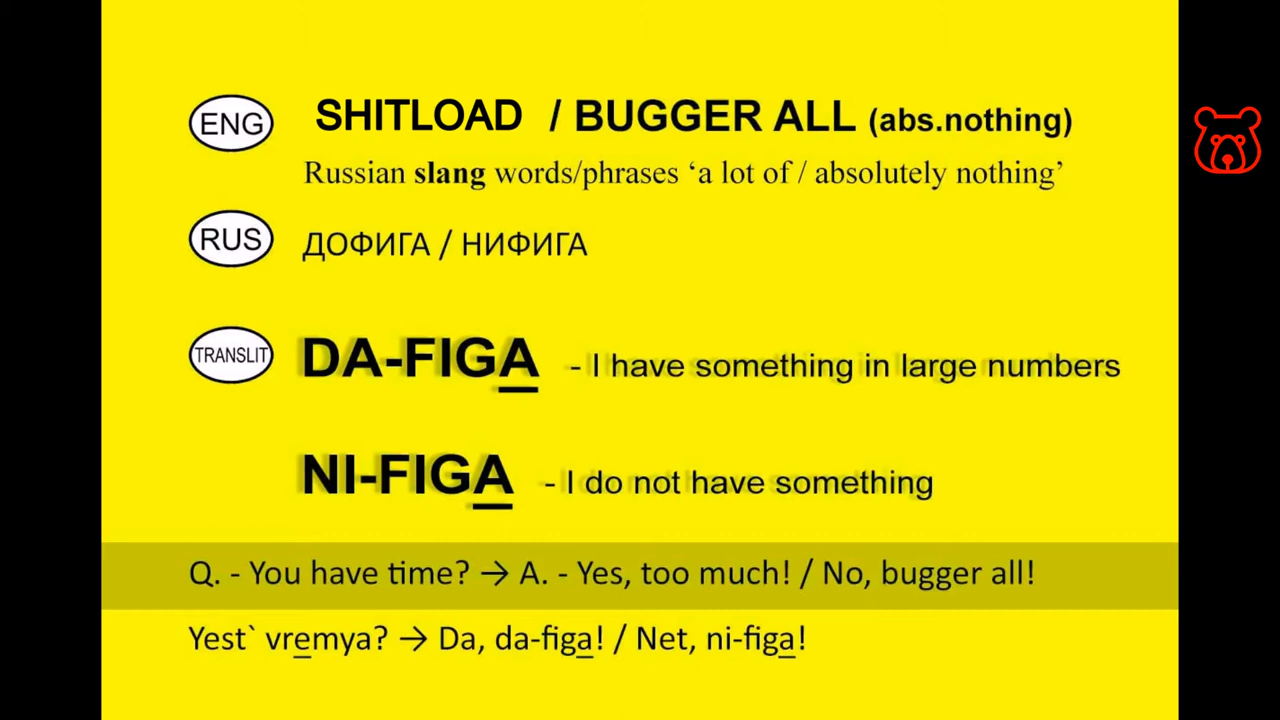 ENG SHITLOAD / BUGGER ALL (abs.nothing)
Russian slang words/phrases ‘a lot of / absolutely nothing’
RUS ДОФИГА / НИФИГА
TRANSLIT DA-FIGA - I have something in large numbers
NI-FIGA - I do not have something
Q. - You have time? → A. - Yes, too much! / No, bugger all!
Yest` vremya? → Da, da-figa! / Net, ni-figa!